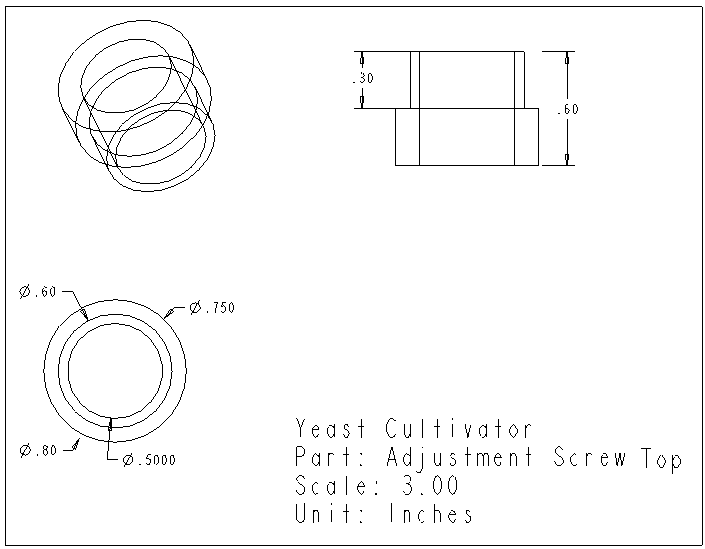 .30
.60
Ø.60
Ø.750
Ø.80
Ø.5000
Yeast Cultivator
Part: Adjustment Screw Top
Scale: 3.00
Unit: Inches